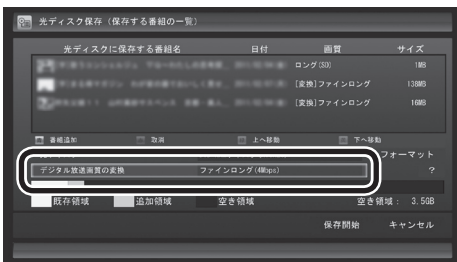 光ディスク保存(保存する番組の一覧)
光ディスクに保存する番組名 日付 画質 サイズ
ロング(SD) 1MB
[変換]ファインロング 138MB
[変換]ファインロング 16MB
番組追加 取消 上へ移動 下へ移動
フォーマット
デジタル放送画質の変換 ファインロング(4Mbps) ?
既存領域 追加領域 空き領域 空き領域: 3.5GB
保存開始 キャンセル